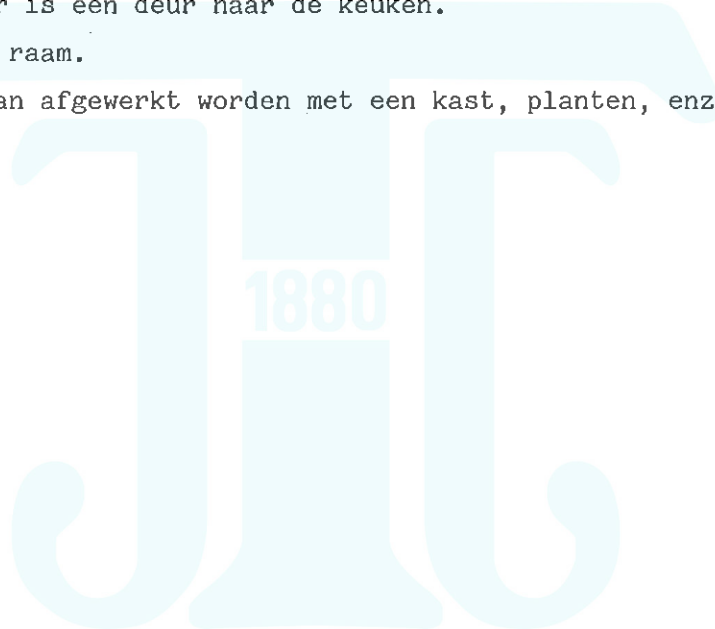 r is een deur naar de keuken.
raam.
an afgewerkt worden met een kast, planten, enz
1880